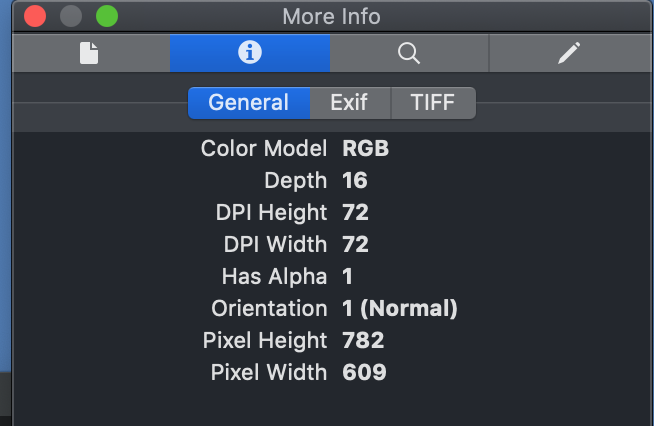 More Info
General Exif TIFF
Color Model RGB
Depth 16
DPI Height 72
DPI Width 72
Has Alpha 1
Orientation 1 (Normal)
Pixel Height 782
Pixel Width 609